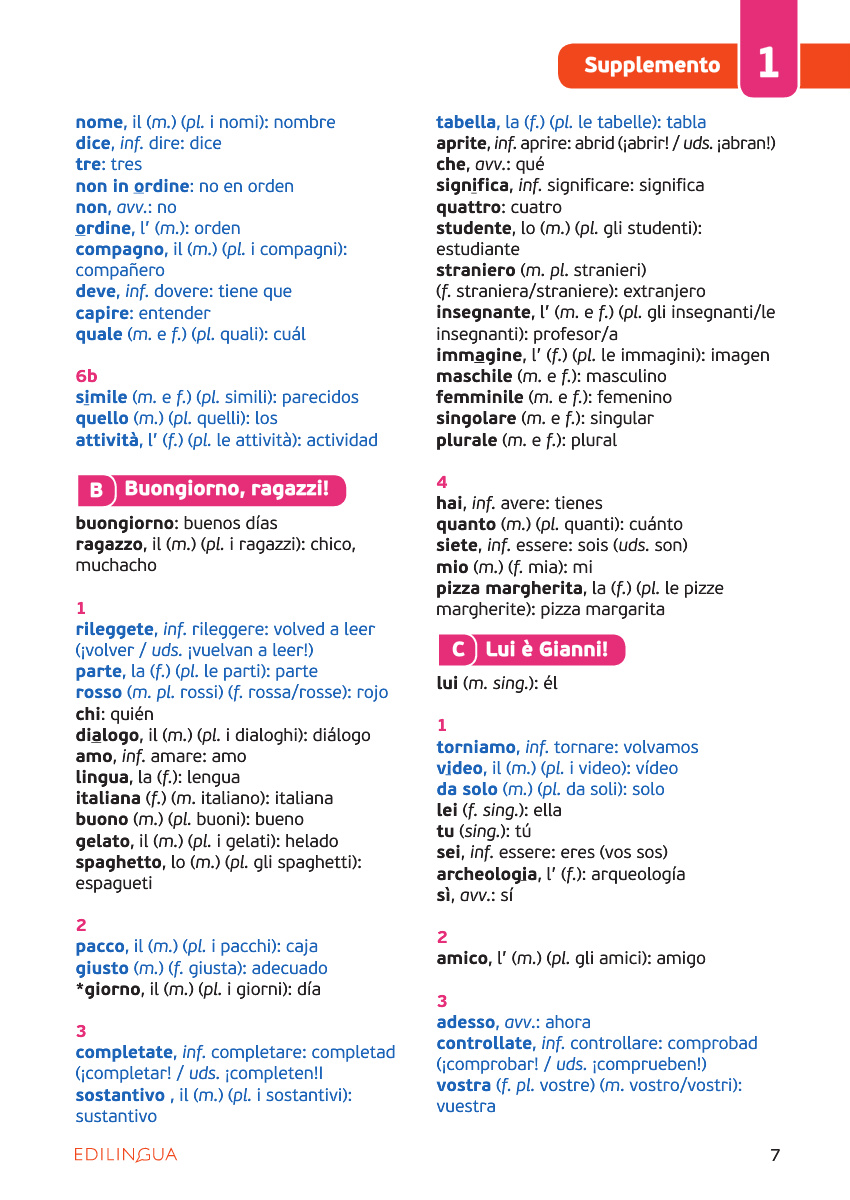 Supplemento
1
nome, il (m.) (pl. i nomi): nombre
dice, inf. dire: dice
tre: tres
non in ordine: no en orden
non, avv.: no
ordine, l' (m.): orden
compagno, il (m.) (pl. i compagni):
compañero
deve, inf. dovere: tiene que
capire: entender
quale (m. e f.) (pl. quali): cuál
6b
simile (m. e f.) (pl. simili): parecidos
quello (m.) (pl. quelli): los
attività, l' (f.) (pl. le attività): actividad
B Buongiorno, ragazzi!
buongiorno: buenos días
ragazzo, il (m.) (pl. i ragazzi): chico,
muchacho
1
rileggete, inf. rileggere: volved a leer
(¡volver / uds. ¡vuelvan a leer!)
parte, la (f.) (pl. le parti): parte
rosso (m. pl. rossi) (f. rossa/rosse): rojo
chi: quién
dialogo, il (m.) (pl. i dialoghi): diálogo
amo, inf. amare: amo
lingua, la (f.): lengua
italiana (f.) (m. italiano): italiana
buono (m.) (pl. buoni): bueno
gelato, il (m.) (pl. i gelati): helado
spaghetto, lo (m.) (pl. gli spaghetti):
espagueti
2
pacco, il (m.) (pl. i pacchi): caja
giusto (m.) (f. giusta): adecuado
*giorno, il (m.) (pl. i giorni): día
3
completate, inf. completare: completad
(¡completar! / uds. ¡completen!I
sostantivo , il (m.) (pl. i sostantivi):
sustantivo
tabella, la (f.) (pl. le tabelle): tabla
aprite, inf. aprire: abrid (¡abrir! / uds. ¡abran!)
che, avv.: qué
significa, inf. significare: significa
quattro: cuatro
studente, lo (m.) (pl. gli studenti):
estudiante
straniero (m. pl. stranieri)
(f. straniera/straniere): extranjero
insegnante, l' (m. e f.) (pl. gli insegnanti/le
insegnanti): profesor/a
immagine, l' (f.) (pl. le immagini): imagen
maschile (m. e f.): masculino
femminile (m. e f.): femenino
singolare (m. e f.): singular
plurale (m. e f.): plural
4
hai, inf. avere: tienes
quanto (m.) (pl. quanti): cuánto
siete, inf. essere: sois (uds. son)
mio (m.) (f. mia): mi
pizza margherita, la (f.) (pl. le pizze
margherite): pizza margarita
C Lui è Gianni!
lui (m. sing.): él
1
torniamo, inf. tornare: volvamos
video, il (m.) (pl. i video): vídeo
da solo (m.) (pl. da soli): solo
lei (f. sing.): ella
tu (sing.): tú
sei, inf. essere: eres (vos sos)
archeologia, l' (f.): arqueología
sì, avv.: sí
2
amico, l' (m.) (pl. gli amici): amigo
3
adesso, avv.: ahora
controllate, inf. controllare: comprobad
(¡comprobar! / uds. ¡comprueben!)
vostra (f. pl. vostre) (m. vostro/vostri):
vuestra
EDILINGUA
7